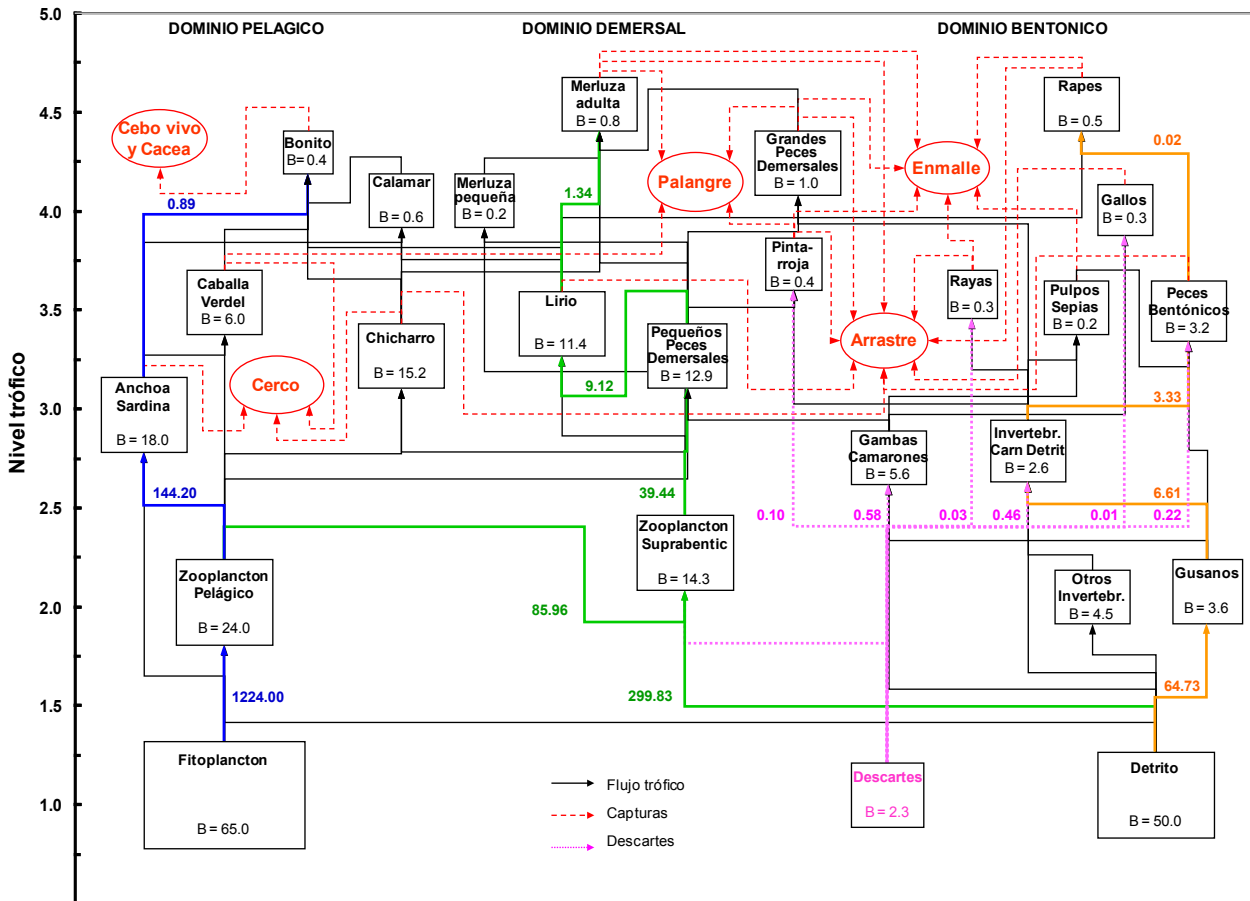 DOMINIO PELAGICO
DOMINIO DEMERSAL
DOMINIO BENTONICO
Nivel trófico
5.0
4.5
4.0
3.5
3.0
2.5
2.0
1.5
1.0
Cebo vivo
y Cacea
Bonito
B= 0.4
Calamar
B = 0.6
Merluza
pequeña
B = 0.2
Merluza
adulta
B = 0.8
Palangre
Grandes
Peces
Demersales
B = 1.0
Enmalle
Rapes
B = 0.5
0.02
Gallos
B = 0.3
0.89
1.34
Caballa
Verdel
B = 6.0
Lirio
B = 11.4
Pinta-
rroja
B = 0.4
Rayas
B = 0.3
Pulpos
Sepias
B = 0.2
Peces
Bentónicos
B = 3.2
Chicharro
B = 15.2
Pequeños
Peces
Demersales
B = 12.9
Arrastre
Cerco
9.12
Anchoa
Sardina
B = 18.0
3.33
Gambas
Camarones
B = 5.6
Invertebr.
Carn Detrit
B = 2.6
144.20
39.44
6.61
0.10
0.58
0.03
0.46
0.01
0.22
Zooplancton
Suprabentic
B = 14.3
Zooplancton
Pelágico
B = 24.0
Otros
Invertebr.
B = 4.5
Gusanos
B = 3.6
85.96
1224.00
299.83
64.73
Fitoplancton
B = 65.0
Descartes
B = 2.3
Detrito
B = 50.0
Flujo trófico
Capturas
Descartes